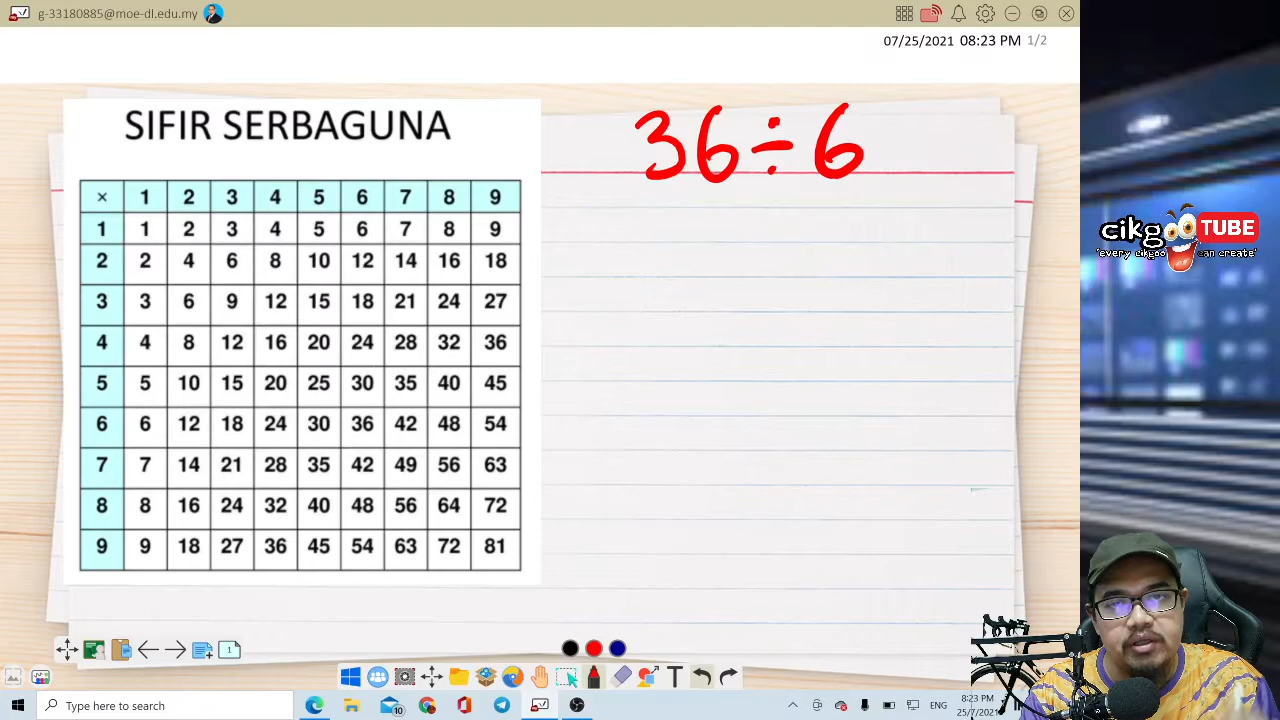 g-33180885@moe-dl.edu.my
07/25/2021 08:23 PM 1/2
SIFIR SERBAGUNA
36 ÷ 6
× 1 2 3 4 5 6 7 8 9
1 1 2 3 4 5 6 7 8 9
2 2 4 6 8 10 12 14 16 18
3 3 6 9 12 15 18 21 24 27
4 4 8 12 16 20 24 28 32 36
5 5 10 15 20 25 30 35 40 45
6 6 12 18 24 30 36 42 48 54
7 7 14 21 28 35 42 49 56 63
8 8 16 24 32 40 48 56 64 72
9 9 18 27 36 45 54 63 72 81
cikgooTUBE
'every cikgoo can create'
1
T
Type here to search
10
ENG
8:23 PM
25/7/2021